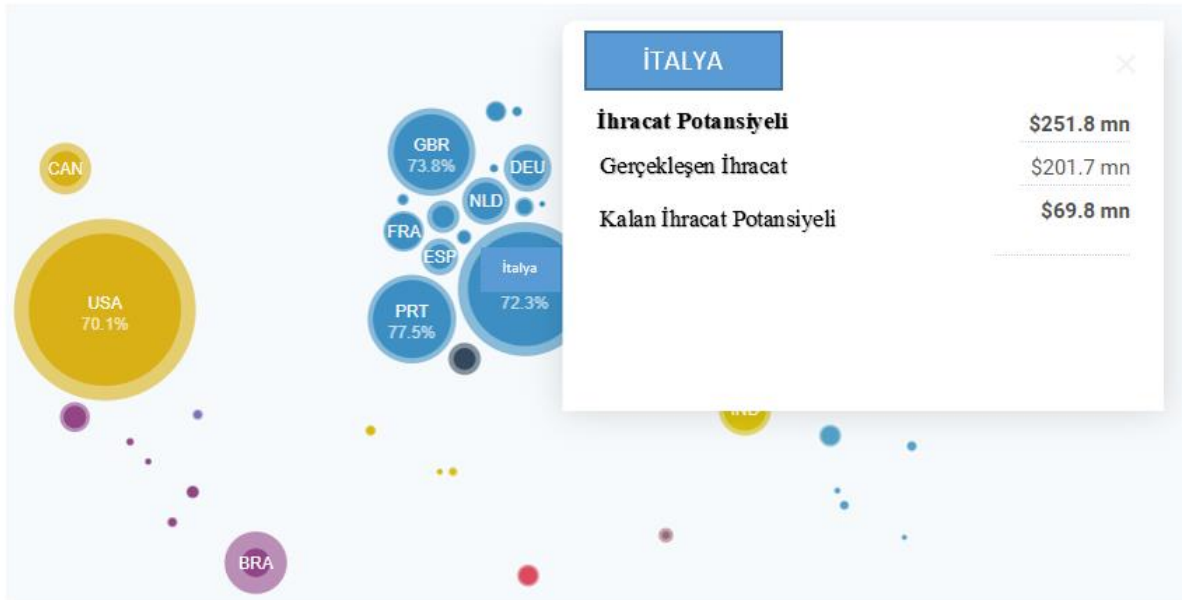 İTALYA
İhracat Potansiyeli $251.8 mn
Gerçekleşen İhracat $201.7 mn
Kalan İhracat Potansiyeli $69.8 mn
CAN
USA
70.1%
GBR
73.8%
DEU
NLD
FRA
ESP
İtalya
72.3%
PRT
77.5%
IND
BRA